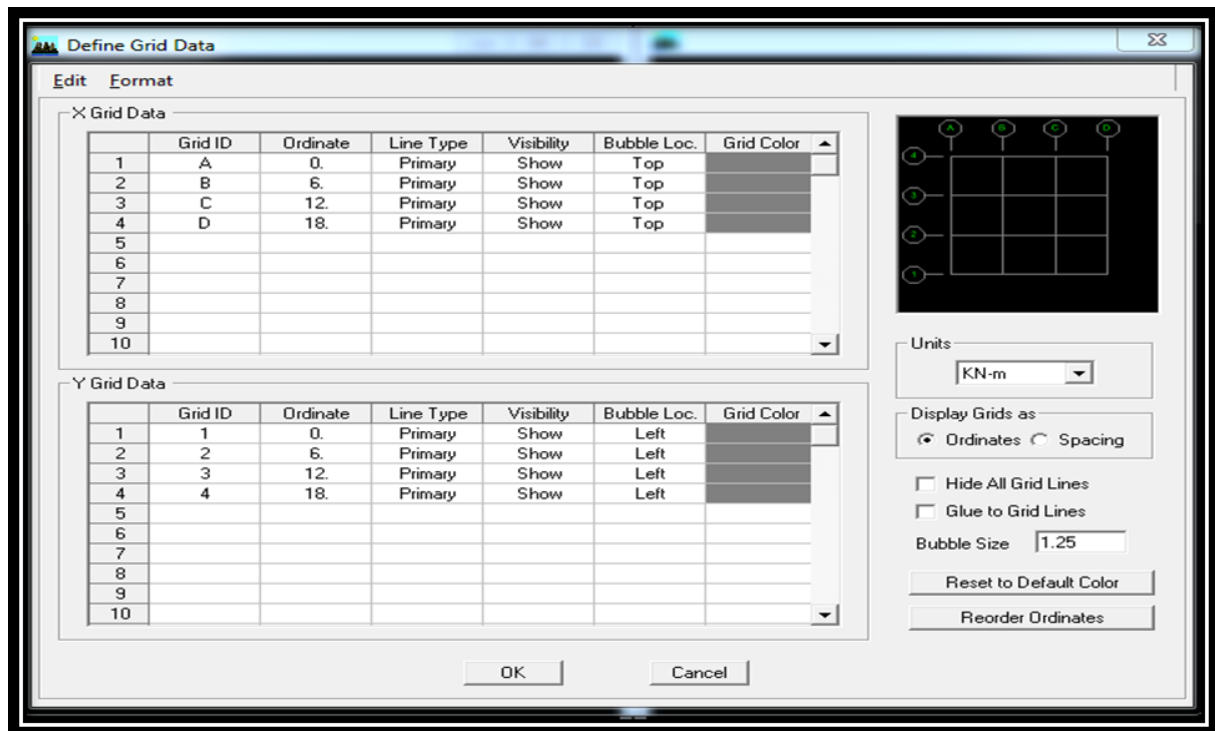 Define Grid Data
Edit Format
X Grid Data
Grid ID Ordinate Line Type Visibility Bubble Loc. Grid Color
1 A 0. Primary Show Top
2 B 6. Primary Show Top
3 C 12. Primary Show Top
4 D 18. Primary Show Top
5
6
7
8
9
10
Y Grid Data
Grid ID Ordinate Line Type Visibility Bubble Loc. Grid Color
1 1 0. Primary Show Left
2 2 6. Primary Show Left
3 3 12. Primary Show Left
4 4 18. Primary Show Left
5
6
7
8
9
10
A B C D
4
3
2
1
Units
KN-m
Display Grids as
Ordinates Spacing
Hide All Grid Lines
Glue to Grid Lines
Bubble Size 1.25
Reset to Default Color
Reorder Ordinates
OK Cancel